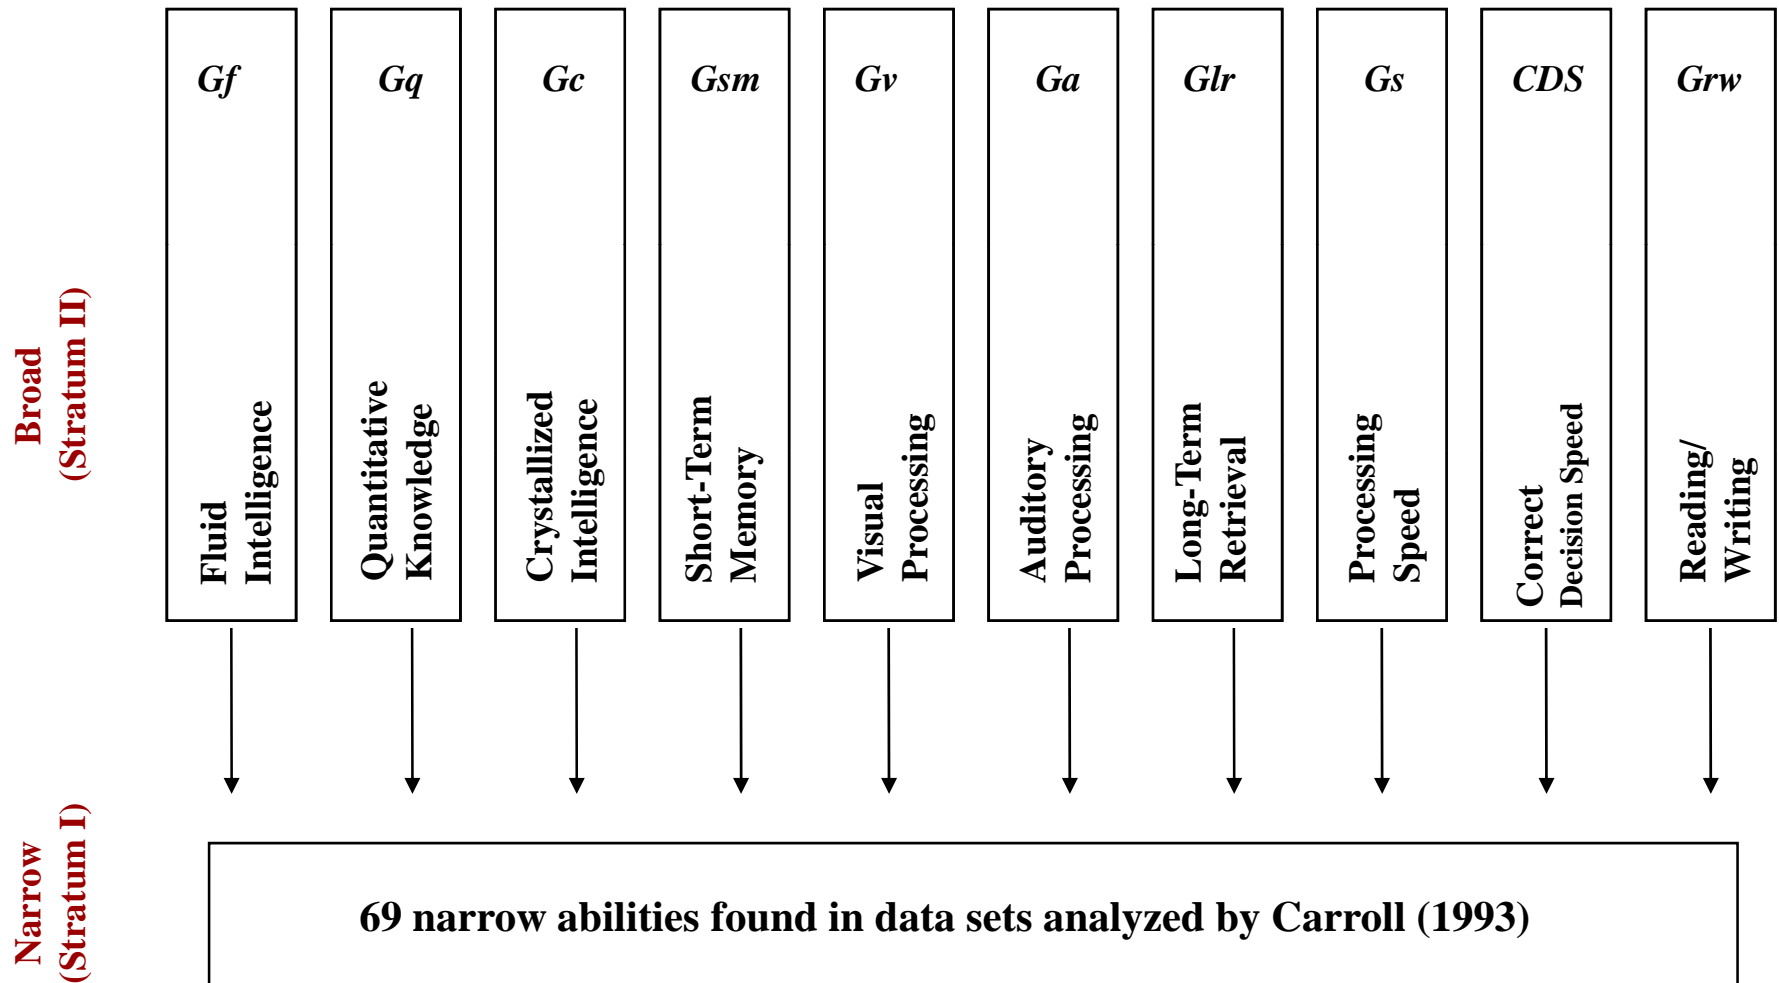 Gf
Gq
Gc
Gsm
Gv
Ga
Glr
Gs
CDS
Grw
Broad
(Stratum II)
Fluid
Intelligence
Quantitative
Knowledge
Crystallized
Intelligence
Short-Term
Memory
Visual
Processing
Auditory
Processing
Long-Term
Retrieval
Processing
Speed
Correct
Decision Speed
Reading/
Writing
Narrow
(Stratum I)
69 narrow abilities found in data sets analyzed by Carroll (1993)